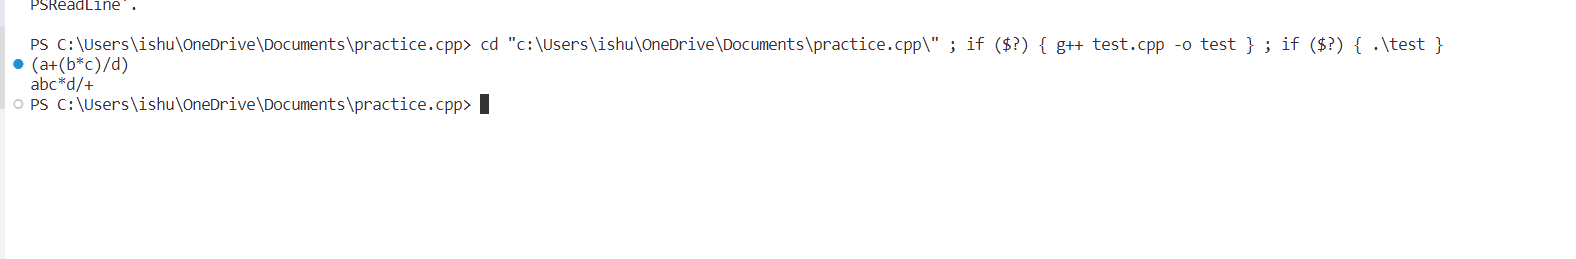 PSReadLine'.
PS C:\Users\ishu\OneDrive\Documents\practice.cpp> cd "c:\Users\ishu\OneDrive\Documents\practice.cpp\" ; if ($?) { g++ test.cpp -o test } ; if ($?) { .\test }
(a+(b*c)/d)
abc*d/+
PS C:\Users\ishu\OneDrive\Documents\practice.cpp>